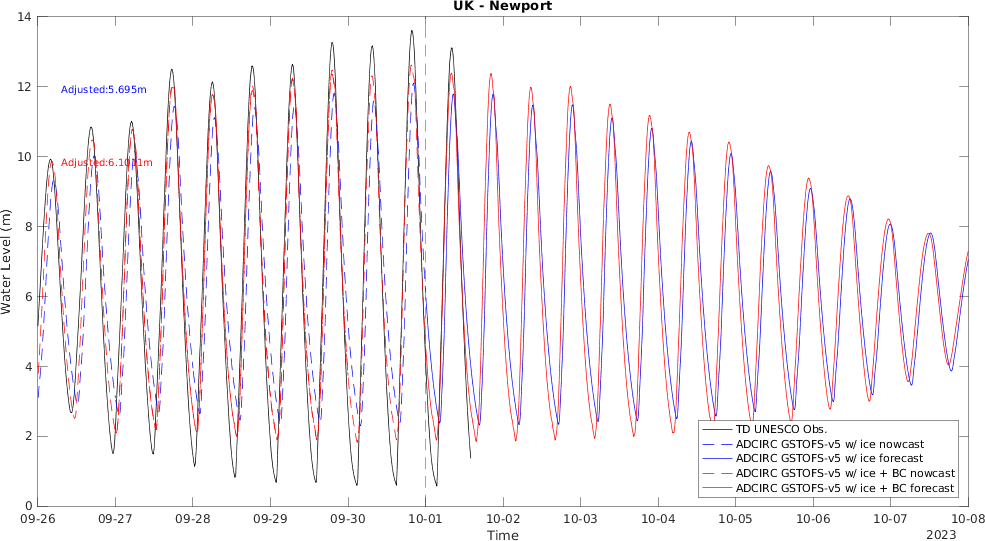 UK - Newport
14
12
10
8
6
4
2
0
Water Level (m)
Adjusted:5.695m
Adjusted:6.1011m
TD UNESCO Obs.
ADCIRC GSTOFS-v5 w/ ice nowcast
ADCIRC GSTOFS-v5 w/ ice forecast
ADCIRC GSTOFS-v5 w/ ice + BC nowcast
ADCIRC GSTOFS-v5 w/ ice + BC forecast
09-26 09-27 09-28 09-29 09-30 10-01 10-02 10-03 10-04 10-05 10-06 10-07 10-08
Time
2023